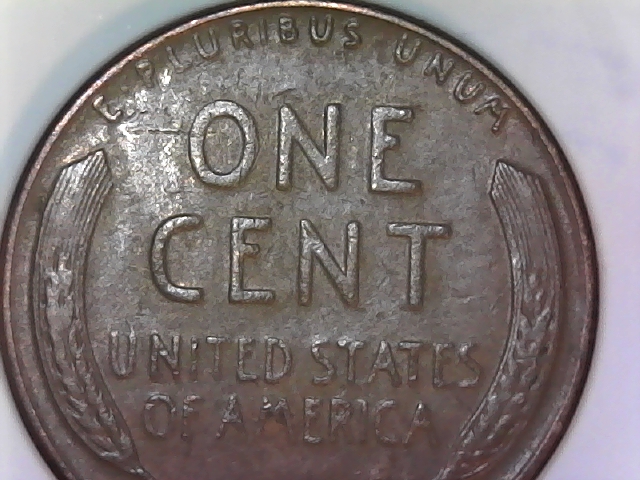 E · PLURIBUS UNUM
ONE
CENT
UNITED STATES
OF AMERICA